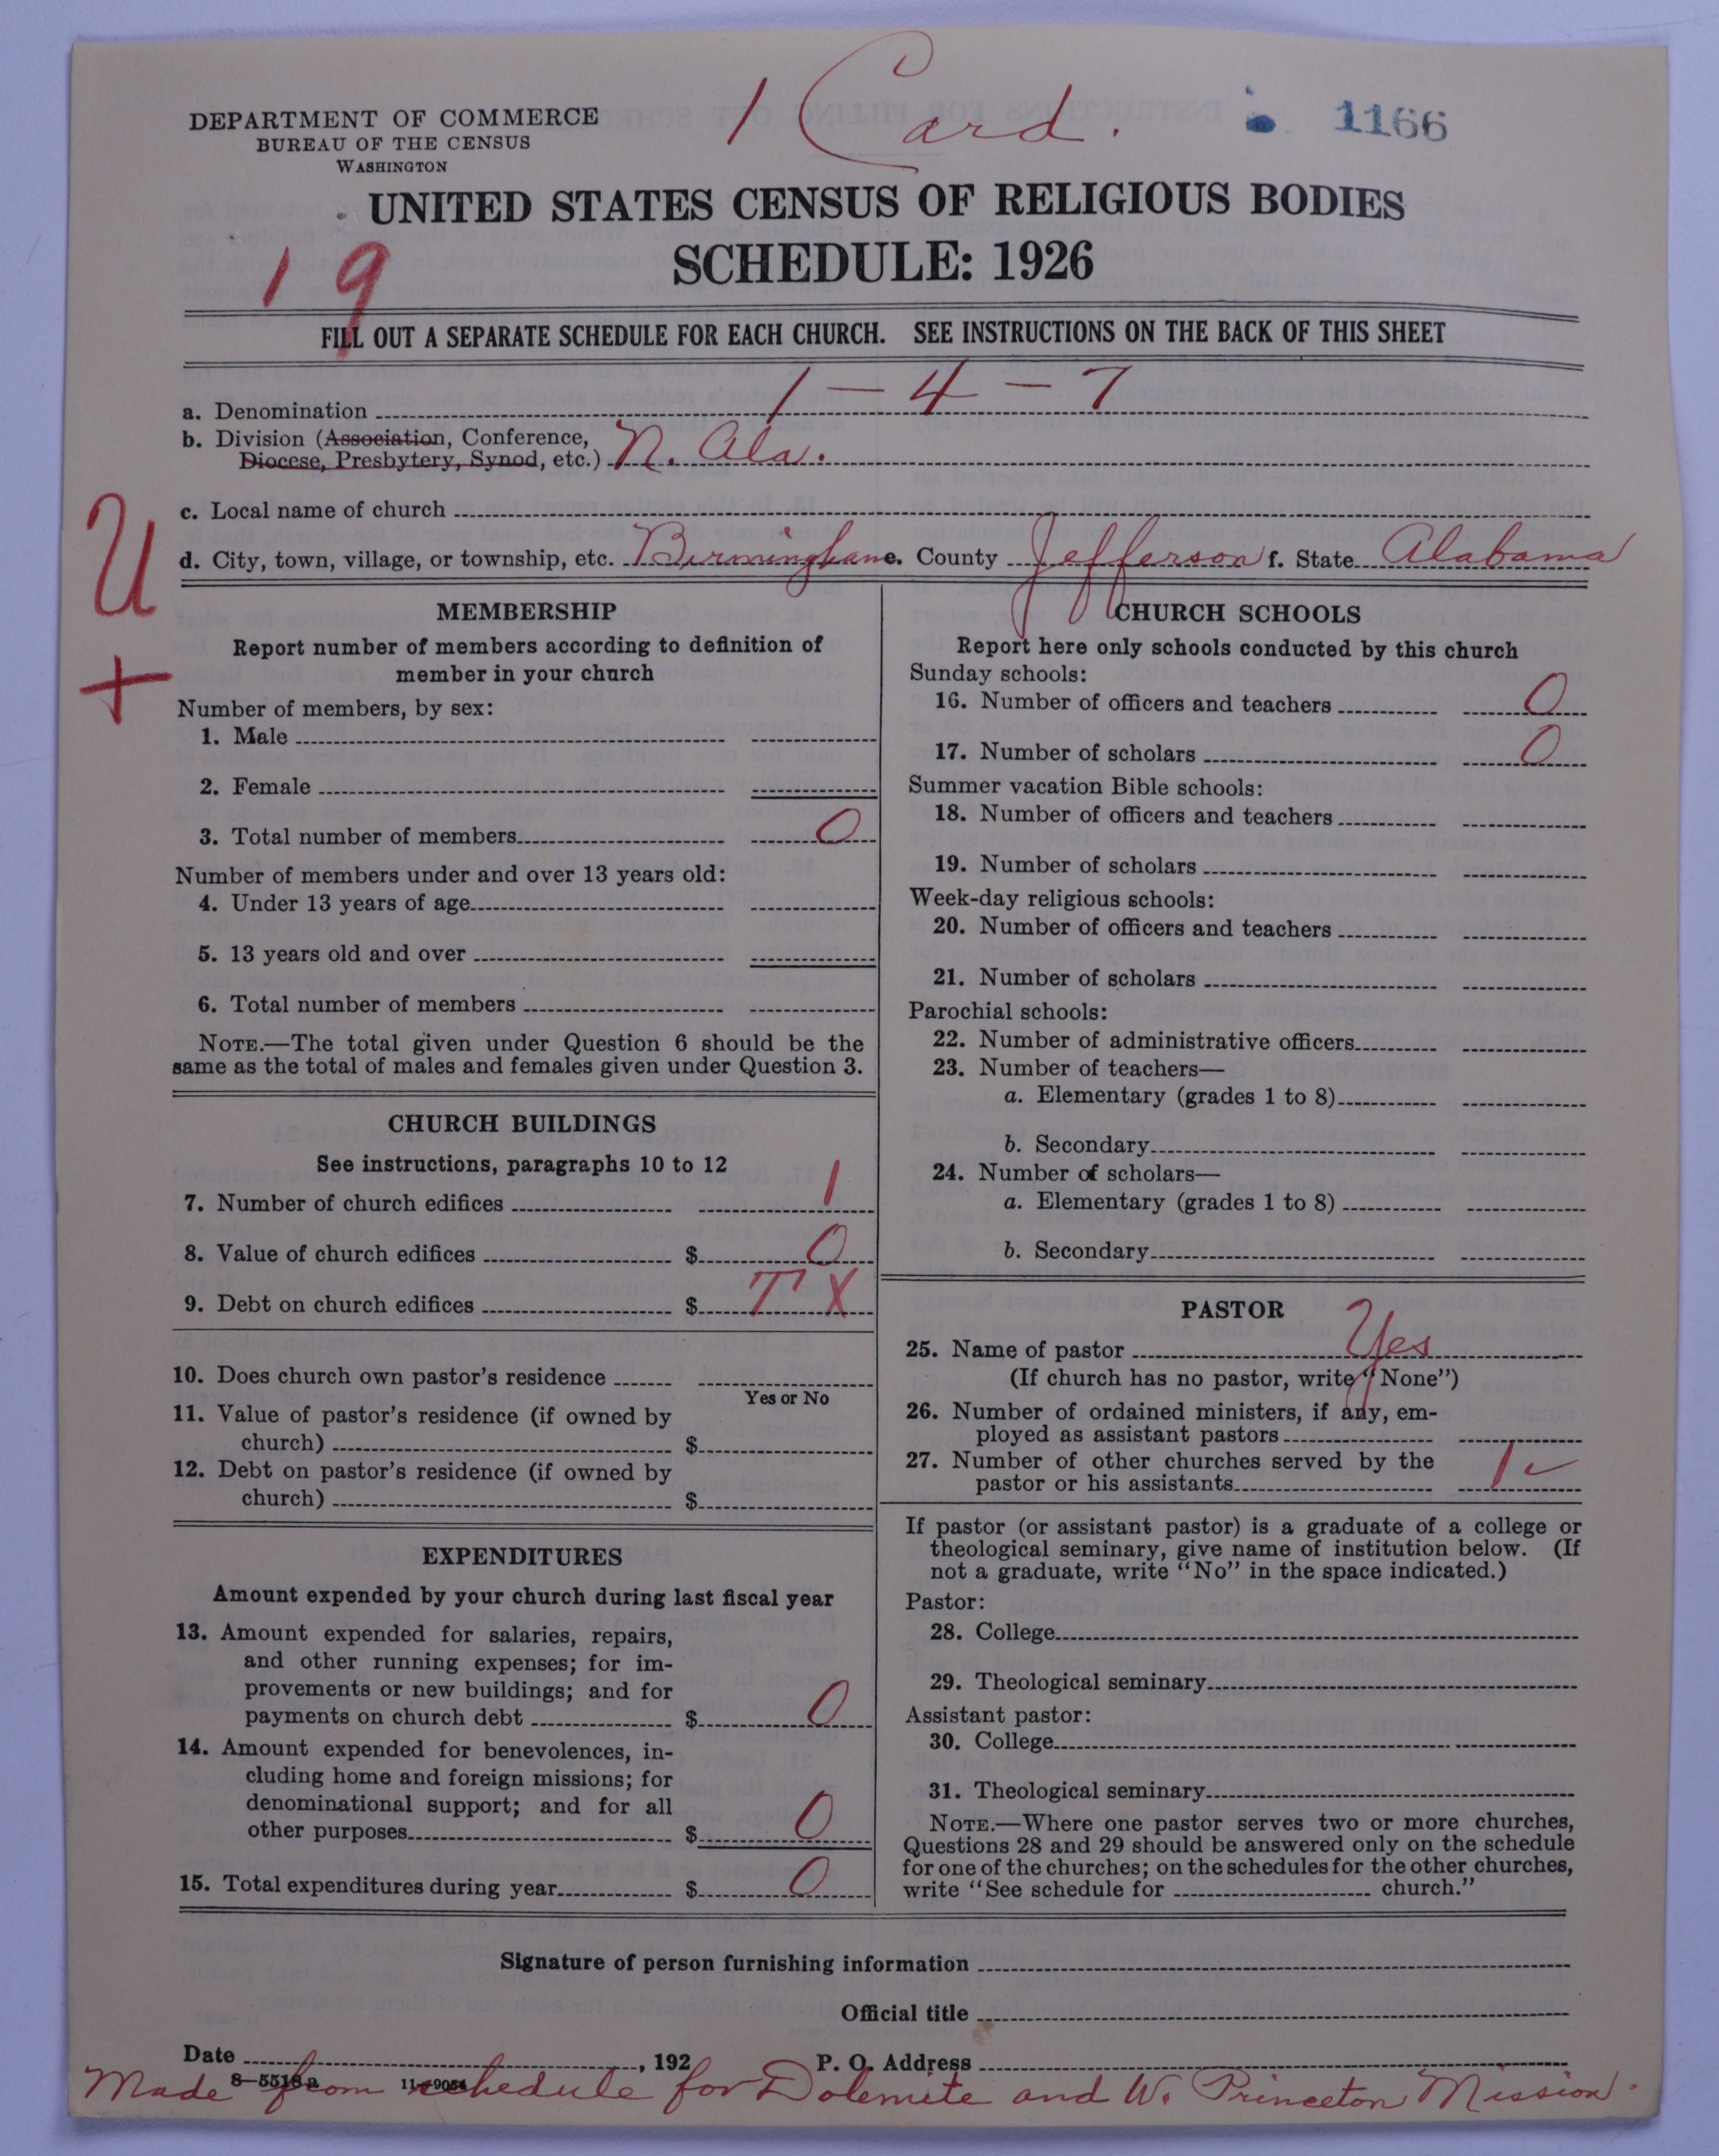 1 Card. 1166
DEPARTMENT OF COMMERCE
BUREAU OF THE CENSUS
WASHINGTON
UNITED STATES CENSUS OF RELIGIOUS BODIES
SCHEDULE: 1926
19
FILL OUT A SEPARATE SCHEDULE FOR EACH CHURCH. SEE INSTRUCTIONS ON THE BACK OF THIS SHEET
a. Denomination 1-4-7
b. Division (Association, Conference,
Diocese, Presbytery, Synod, etc.) N. Ala.
c. Local name of church
d. City, town, village, or township, etc. Birmingham e. County Jefferson f. State Alabama
U
+
MEMBERSHIP
Report number of members according to definition of
member in your church
Number of members, by sex:
1. Male
2. Female
3. Total number of members 0
Number of members under and over 13 years old:
4. Under 13 years of age
5. 13 years old and over
6. Total number of members
NOTE.—The total given under Question 6 should be the
same as the total of males and females given under Question 3.
CHURCH BUILDINGS
See instructions, paragraphs 10 to 12
7. Number of church edifices 1
8. Value of church edifices $ 0
9. Debt on church edifices $ T X
10. Does church own pastor's residence
Yes or No
11. Value of pastor's residence (if owned by
church) $
12. Debt on pastor's residence (if owned by
church) $
EXPENDITURES
Amount expended by your church during last fiscal year
13. Amount expended for salaries, repairs,
and other running expenses; for im-
provements or new buildings; and for
payments on church debt $ 0
14. Amount expended for benevolences, in-
cluding home and foreign missions; for
denominational support; and for all
other purposes $ 0
15. Total expenditures during year $ 0
CHURCH SCHOOLS
Report here only schools conducted by this church
Sunday schools:
16. Number of officers and teachers 0
17. Number of scholars 0
Summer vacation Bible schools:
18. Number of officers and teachers
19. Number of scholars
Week-day religious schools:
20. Number of officers and teachers
21. Number of scholars
Parochial schools:
22. Number of administrative officers
23. Number of teachers—
a. Elementary (grades 1 to 8)
b. Secondary
24. Number of scholars—
a. Elementary (grades 1 to 8)
b. Secondary
PASTOR
25. Name of pastor Yes
(If church has no pastor, write "None")
26. Number of ordained ministers, if any, em-
ployed as assistant pastors
27. Number of other churches served by the
pastor or his assistants 1 ✓
If pastor (or assistant pastor) is a graduate of a college or
theological seminary, give name of institution below. (If
not a graduate, write "No" in the space indicated.)
Pastor:
28. College
29. Theological seminary
Assistant pastor:
30. College
31. Theological seminary
NOTE.—Where one pastor serves two or more churches,
Questions 28 and 29 should be answered only on the schedule
for one of the churches; on the schedules for the other churches,
write "See schedule for church."
Signature of person furnishing information
Official title
Date , 192 P. O. Address
8-5518a 11-9054
Made from schedule for Dolemite and W. Princeton Mission.